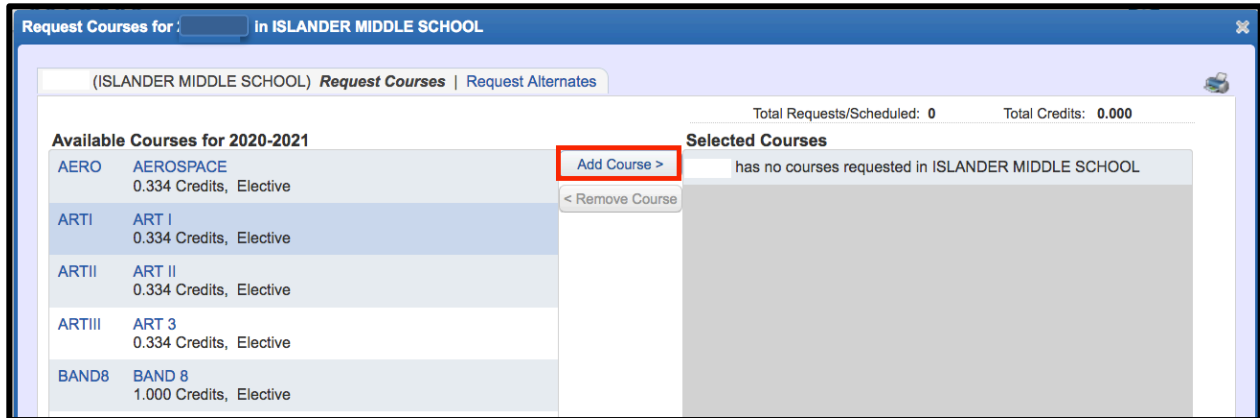 Request Courses for in ISLANDER MIDDLE SCHOOL
(ISLANDER MIDDLE SCHOOL) Request Courses | Request Alternates
Total Requests/Scheduled: 0 Total Credits: 0.000
Available Courses for 2020-2021
Selected Courses
AERO AEROSPACE
0.334 Credits, Elective
Add Course >
has no courses requested in ISLANDER MIDDLE SCHOOL
< Remove Course
ARTI ART I
0.334 Credits, Elective
ARTII ART II
0.334 Credits, Elective
ARTIII ART 3
0.334 Credits, Elective
BAND8 BAND 8
1.000 Credits, Elective